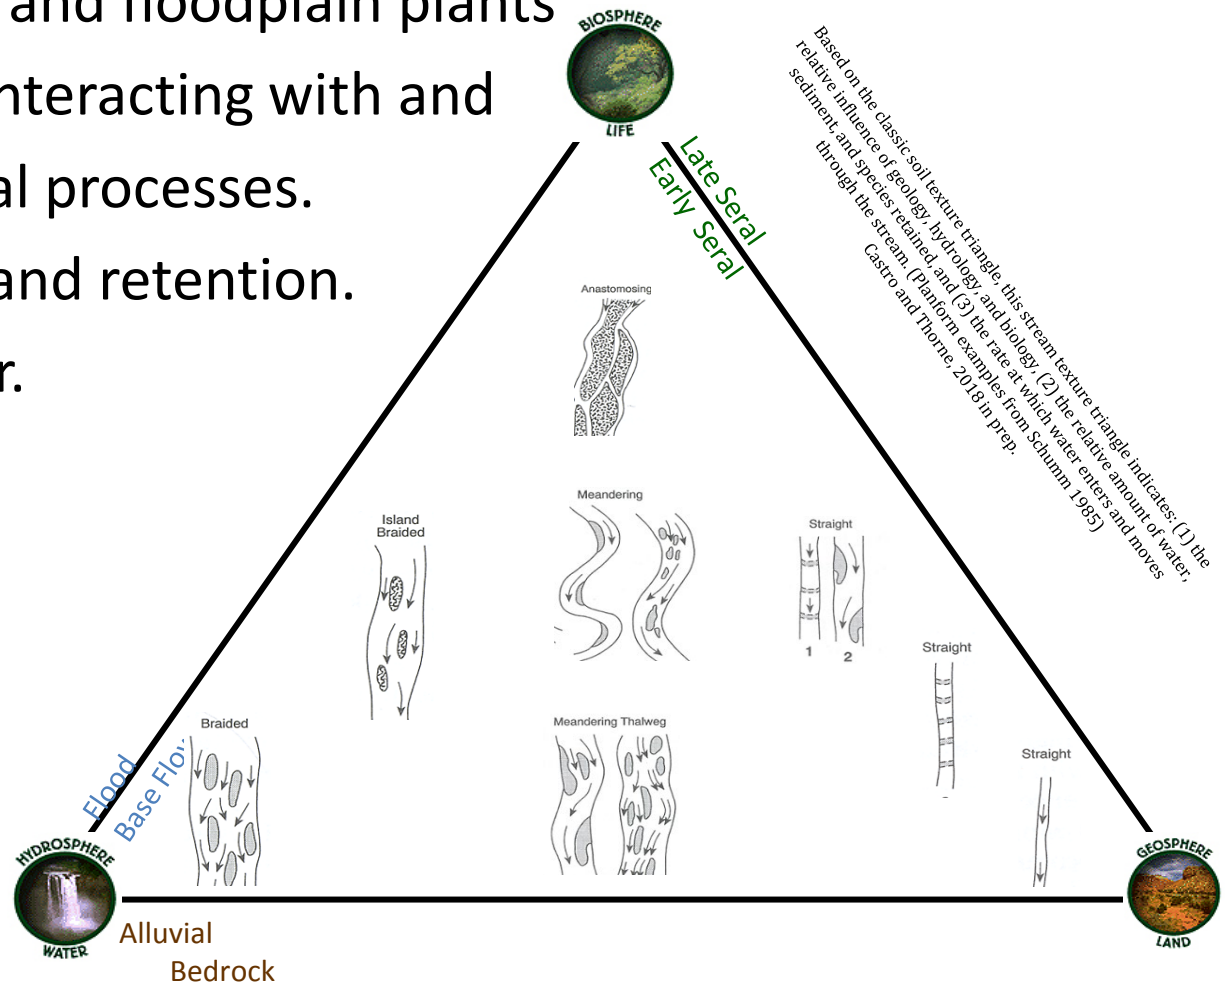 and floodplain plants
nteracting with and
al processes.
and retention.
r.
BIOSPHERE
LIFE
Late Seral
Early Seral
Based on the classic soil texture triangle, this stream texture triangle indicates: (1) the
relative influence of geology, hydrology, and biology, (2) the relative amount of water,
sediment, and species retained, and (3) the rate at which water enters and moves
through the stream. (Planform examples from Schumm 1985)
Castro and Thorne, 2018 in prep.
Anastomosing
Meandering
Island
Braided
Straight
1 2
Straight
Braided
Meandering Thalweg
Straight
Flood
Base Flov
HYDROSPHERE
WATER
GEOSPHERE
LAND
Alluvial
Bedrock